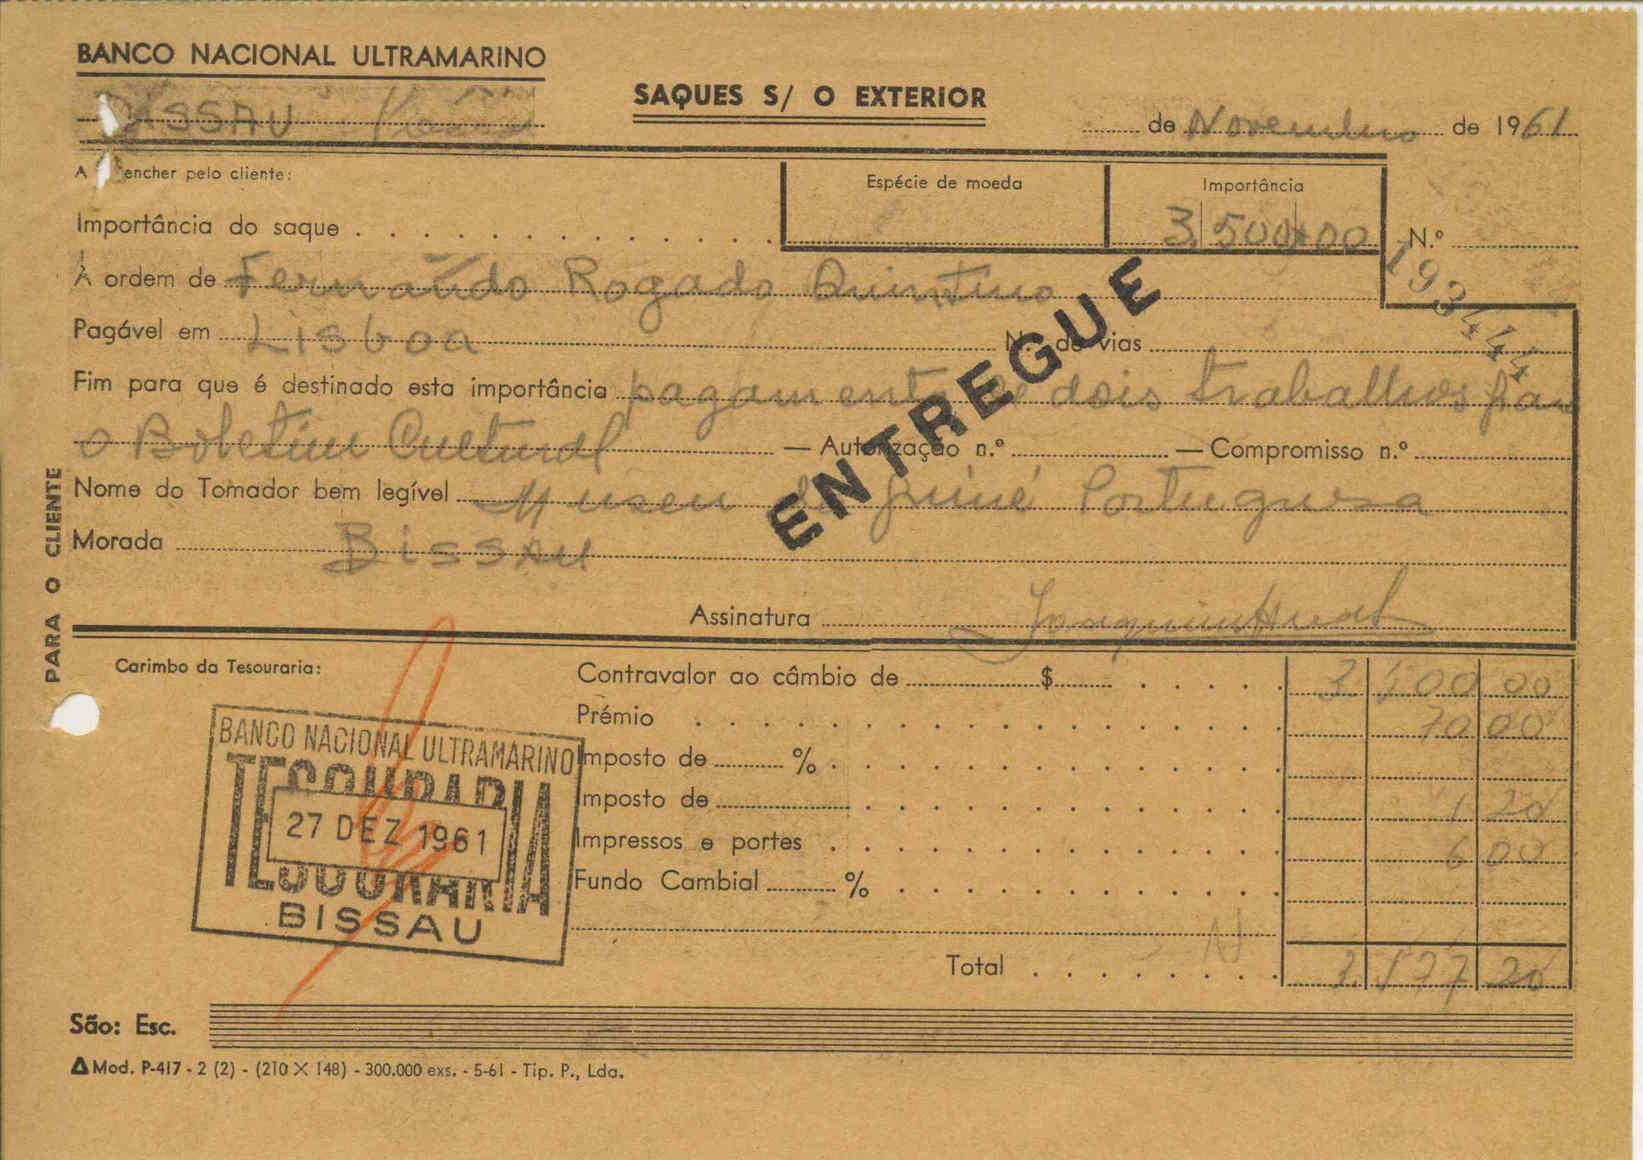 BANCO NACIONAL ULTRAMARINO
BISSAU
SAQUES S/ O EXTERIOR
de Novembro de 1961
A encher pelo cliente:
Espécie de moeda
Importância
Importância do saque
3.500,00
N.º
193444
À ordem de Fernando Rogado Quintino
Pagável em Lisboa N.º de vias
Fim para que é destinado esta importância pagamento de dois trabalhos para
o Boletim Cultural — Autorização n.º — Compromisso n.º
Nome do Tomador bem legível Museu da Guiné Portuguesa
Morada Bissau
Assinatura
ENTREGUE
PARA O CLIENTE
Carimbo da Tesouraria:
BANCO NACIONAL ULTRAMARINO
TESOURARIA
27 DEZ 1961
TESOURARIA
BISSAU
Contravalor ao câmbio de $ 3.500 00
Prémio 70 00
Imposto de %
Imposto de 1 20
Impressos e portes 6 00
Fundo Cambial %
Total 3.577 20
São: Esc.
Δ Mod. P-417 - 2 (2) - (210 X 148) - 300.000 exs. - 5-61 - Tip. P., Lda.